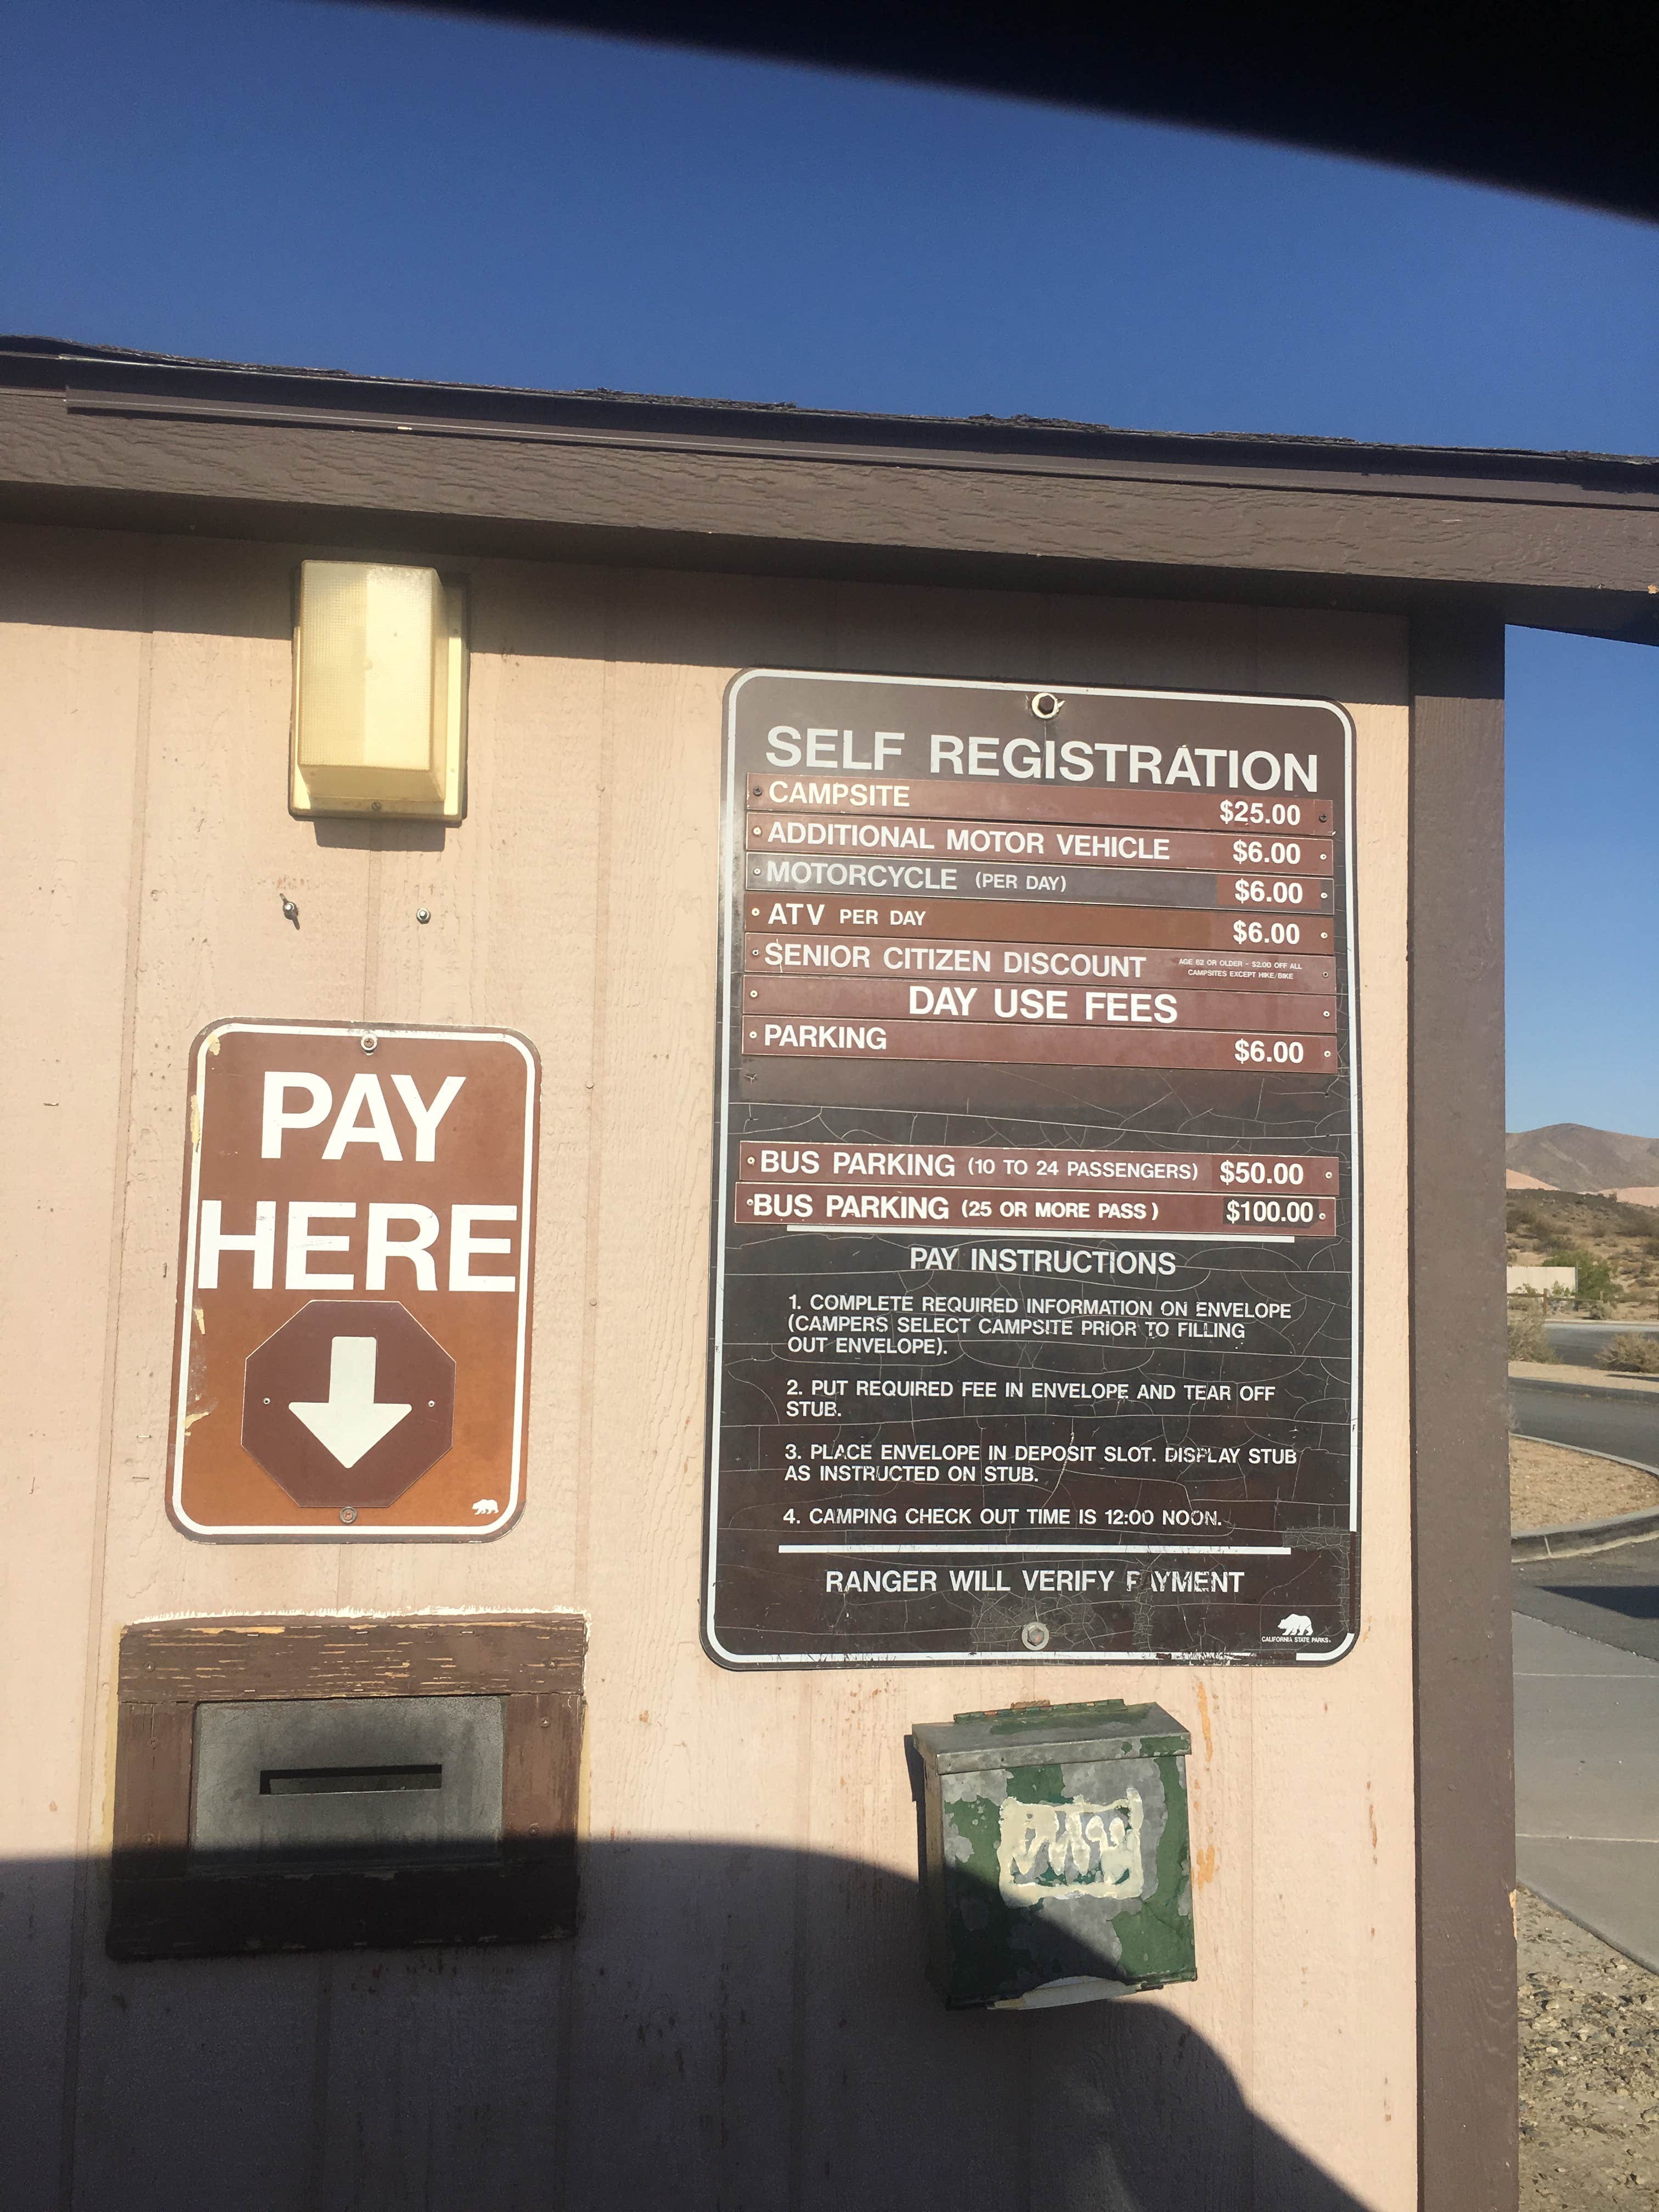 SELF REGISTRATION
CAMPSITE $25.00
ADDITIONAL MOTOR VEHICLE $6.00
MOTORCYCLE (PER DAY) $6.00
ATV PER DAY $6.00
SENIOR CITIZEN DISCOUNT AGE 62 OR OLDER - $2.00 OFF ALL
CAMPSITES EXCEPT HIKE/BIKE
DAY USE FEES
PARKING $6.00
BUS PARKING (10 TO 24 PASSENGERS) $50.00
BUS PARKING (25 OR MORE PASS ) $100.00
PAY INSTRUCTIONS
1. COMPLETE REQUIRED INFORMATION ON ENVELOPE
(CAMPERS SELECT CAMPSITE PRIOR TO FILLING
OUT ENVELOPE).
2. PUT REQUIRED FEE IN ENVELOPE AND TEAR OFF
STUB.
3. PLACE ENVELOPE IN DEPOSIT SLOT. DISPLAY STUB
AS INSTRUCTED ON STUB.
4. CAMPING CHECK OUT TIME IS 12:00 NOON.
RANGER WILL VERIFY PAYMENT
CALIFORNIA STATE PARKS
PAY
HERE